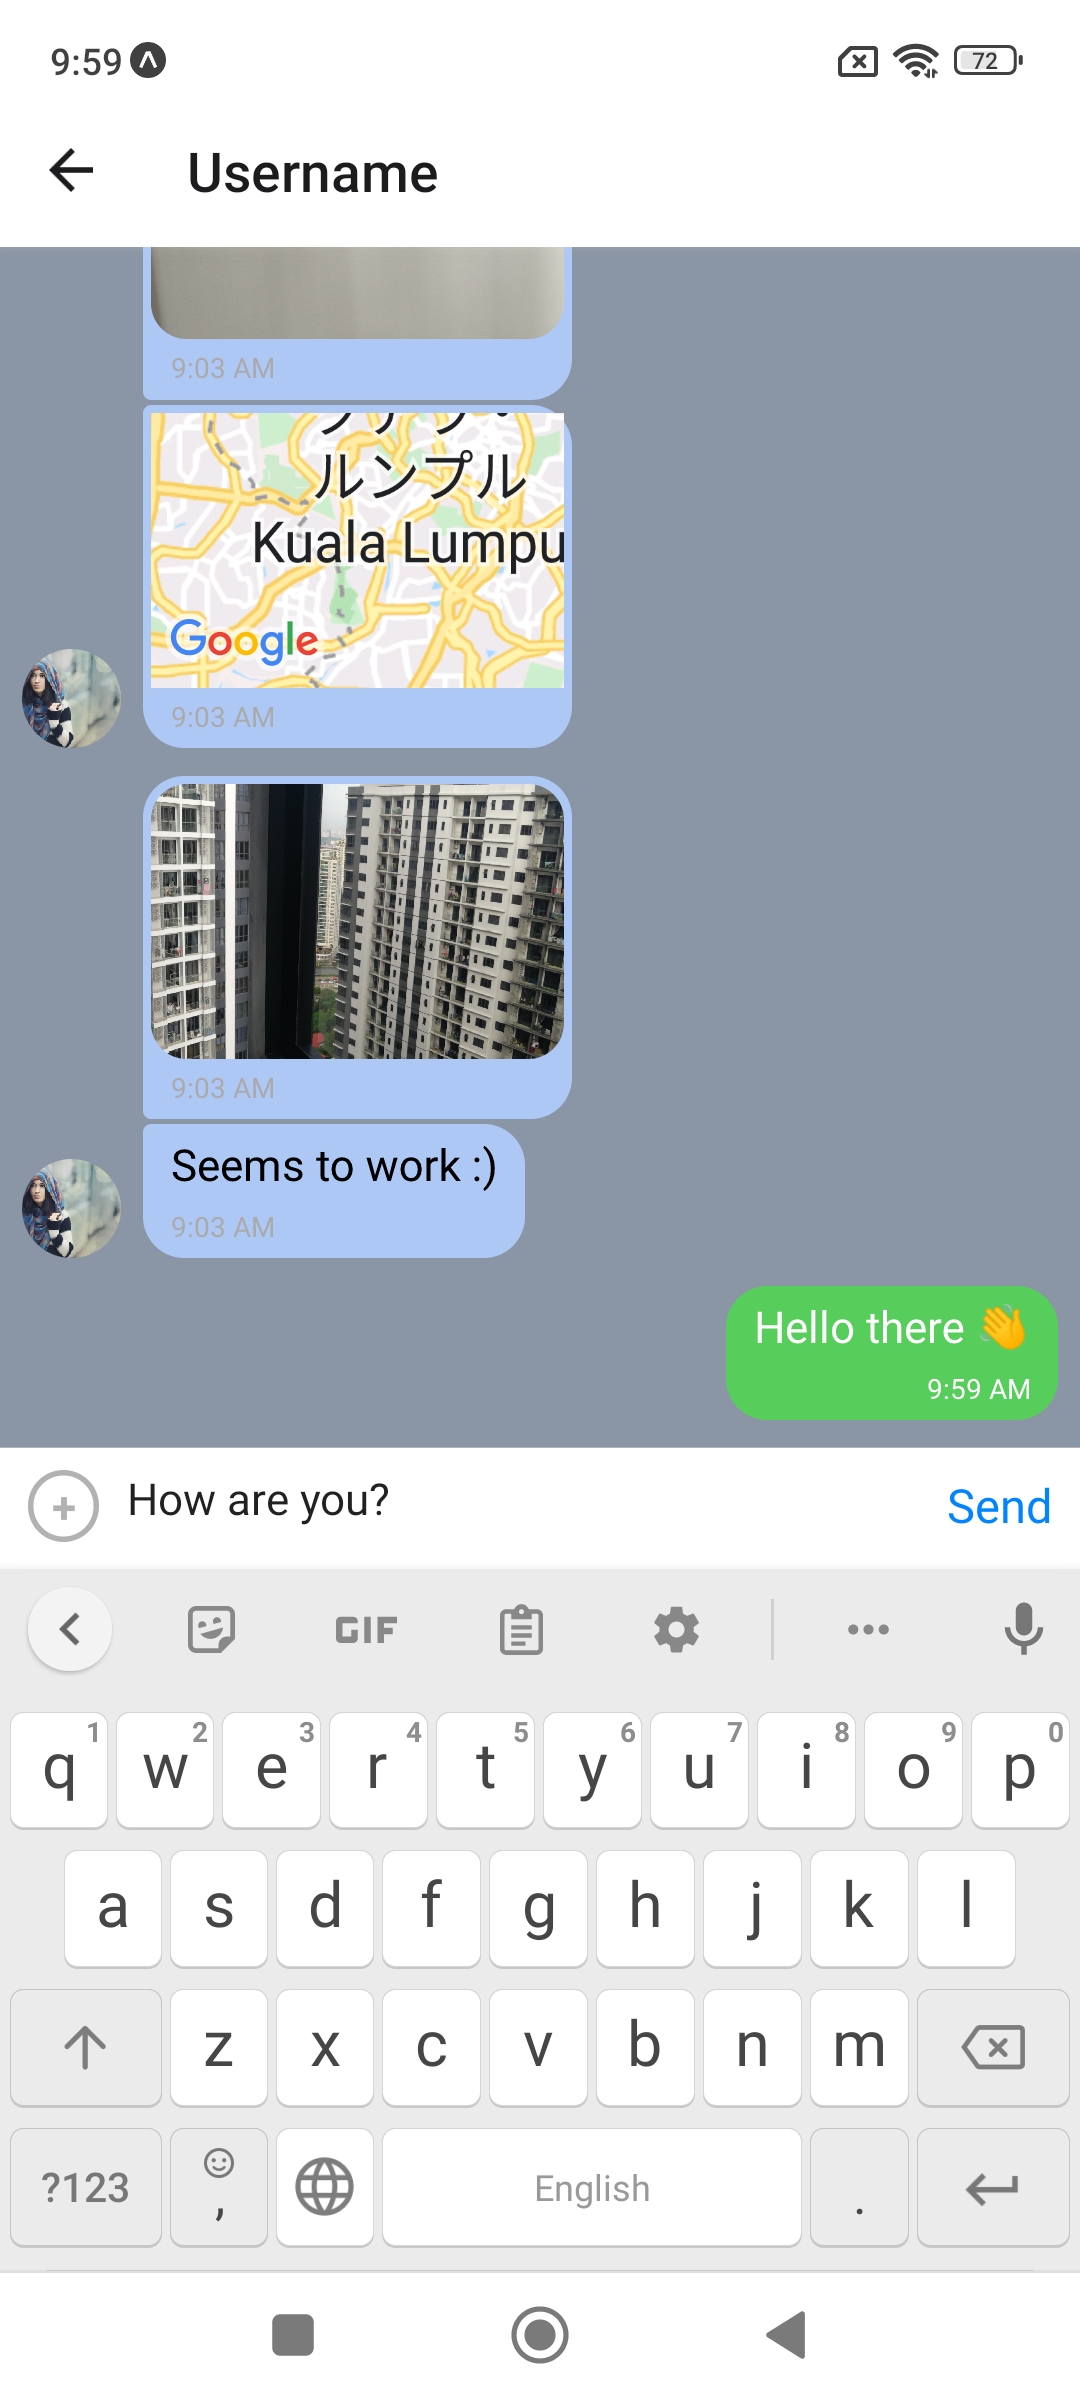 9:59
72
Username
9:03 AM
ルンプル
Kuala Lumpu
Google
9:03 AM
9:03 AM
Seems to work :)
9:03 AM
Hello there 👋
9:59 AM
How are you?
Send
GIF
1 2 3 4 5 6 7 8 9 0
q w e r t y u i o p
a s d f g h j k l
z x c v b n m
?123 , English .